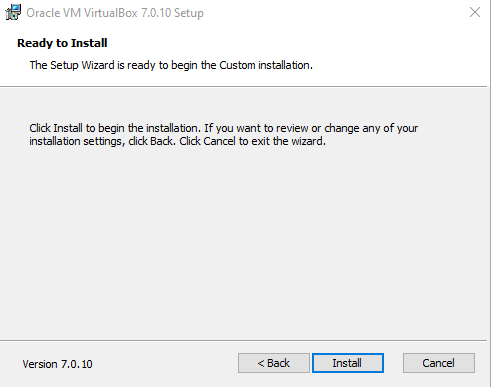 Oracle VM VirtualBox 7.0.10 Setup
Ready to Install
The Setup Wizard is ready to begin the Custom installation.
Click Install to begin the installation. If you want to review or change any of your
installation settings, click Back. Click Cancel to exit the wizard.
Version 7.0.10
< Back
Install
Cancel